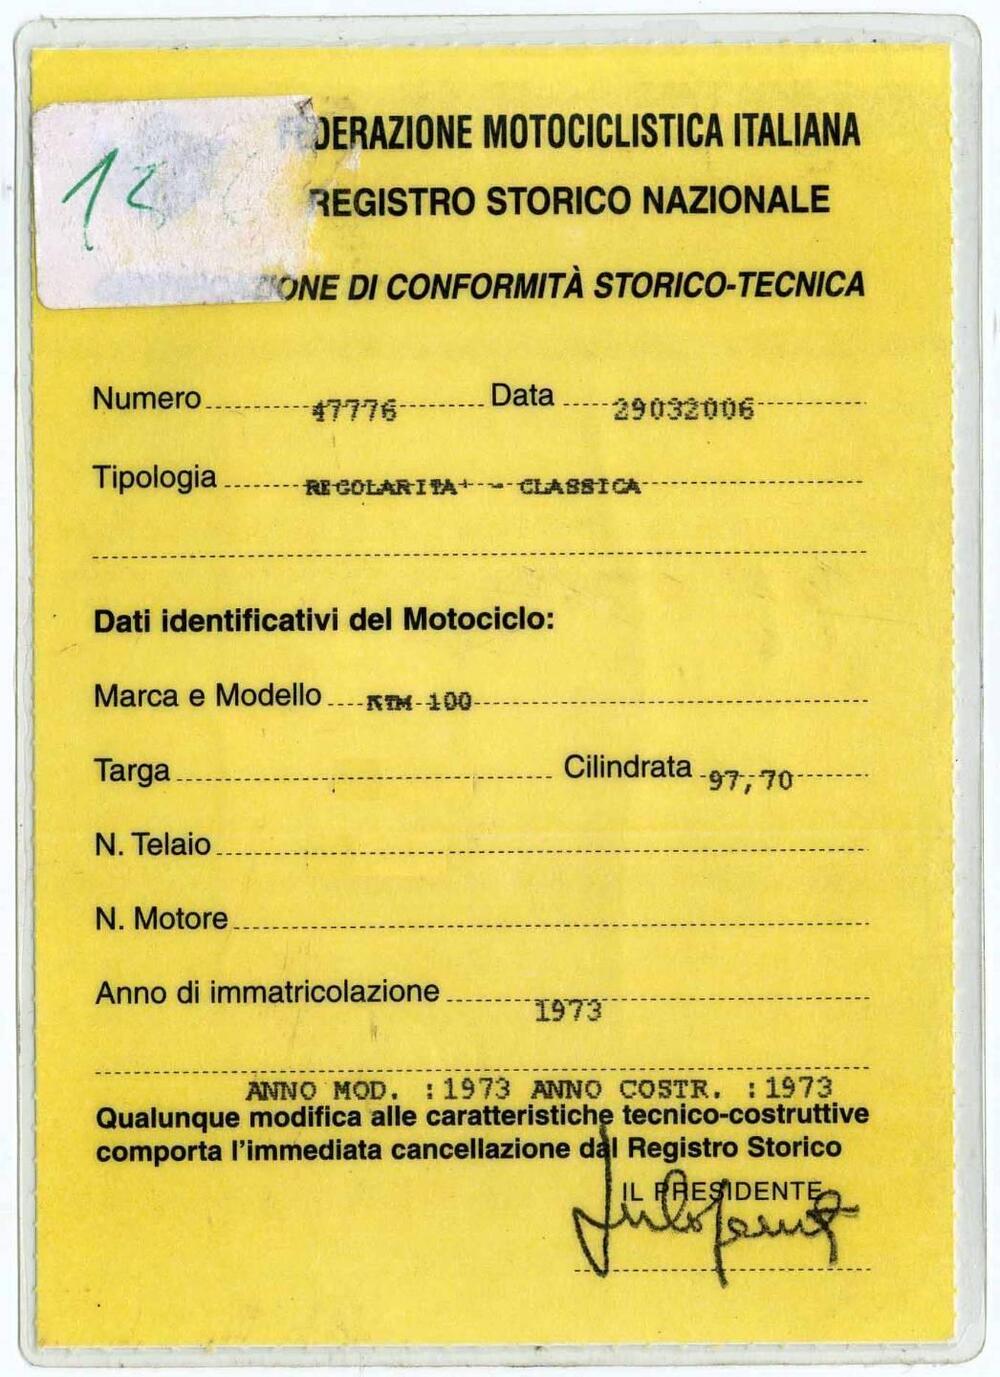 FEDERAZIONE MOTOCICLISTICA ITALIANA
REGISTRO STORICO NAZIONALE
ZIONE DI CONFORMITÀ STORICO-TECNICA
Numero 47776 Data 29032006
Tipologia REGOLARITA' - CLASSICA
Dati identificativi del Motociclo:
Marca e Modello KTM 100
Targa Cilindrata 97,70
N. Telaio
N. Motore
Anno di immatricolazione 1973
ANNO MOD. :1973 ANNO COSTR. :1973
Qualunque modifica alle caratteristiche tecnico-costruttive
comporta l'immediata cancellazione dal Registro Storico
IL PRESIDENTE